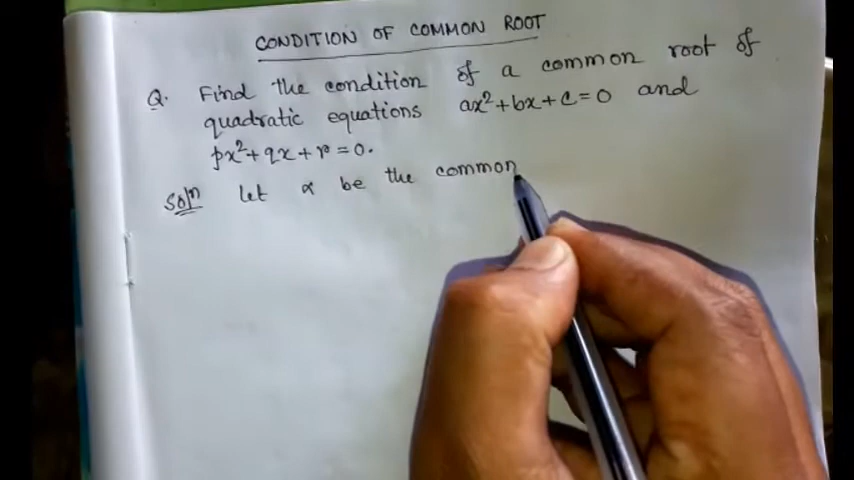 CONDITION OF COMMON ROOT
Q. Find the condition of a common root of
quadratic equations ax²+bx+c=0 and
px²+qx+r=0.
Solⁿ Let α be the common